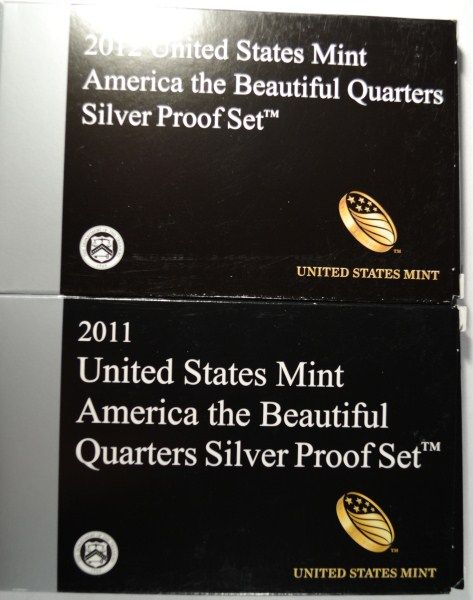 2012 United States Mint
America the Beautiful Quarters
Silver Proof Set™
UNITED STATES MINT
2011
United States Mint
America the Beautiful
Quarters Silver Proof Set™
UNITED STATES MINT